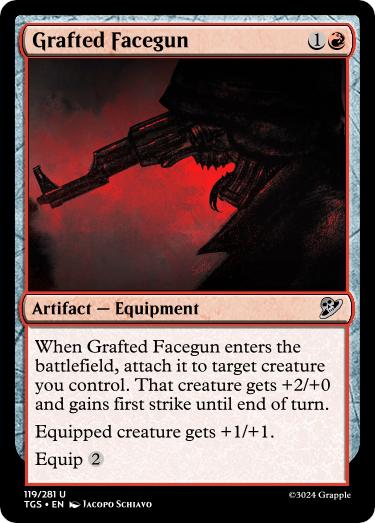 Grafted Facegun 1
Artifact — Equipment
When Grafted Facegun enters the
battlefield, attach it to target creature
you control. That creature gets +2/+0
and gains first strike until end of turn.
Equipped creature gets +1/+1.
Equip 2
119/281 U
TGS • EN Jacopo Schiavo
©3024 Grapple